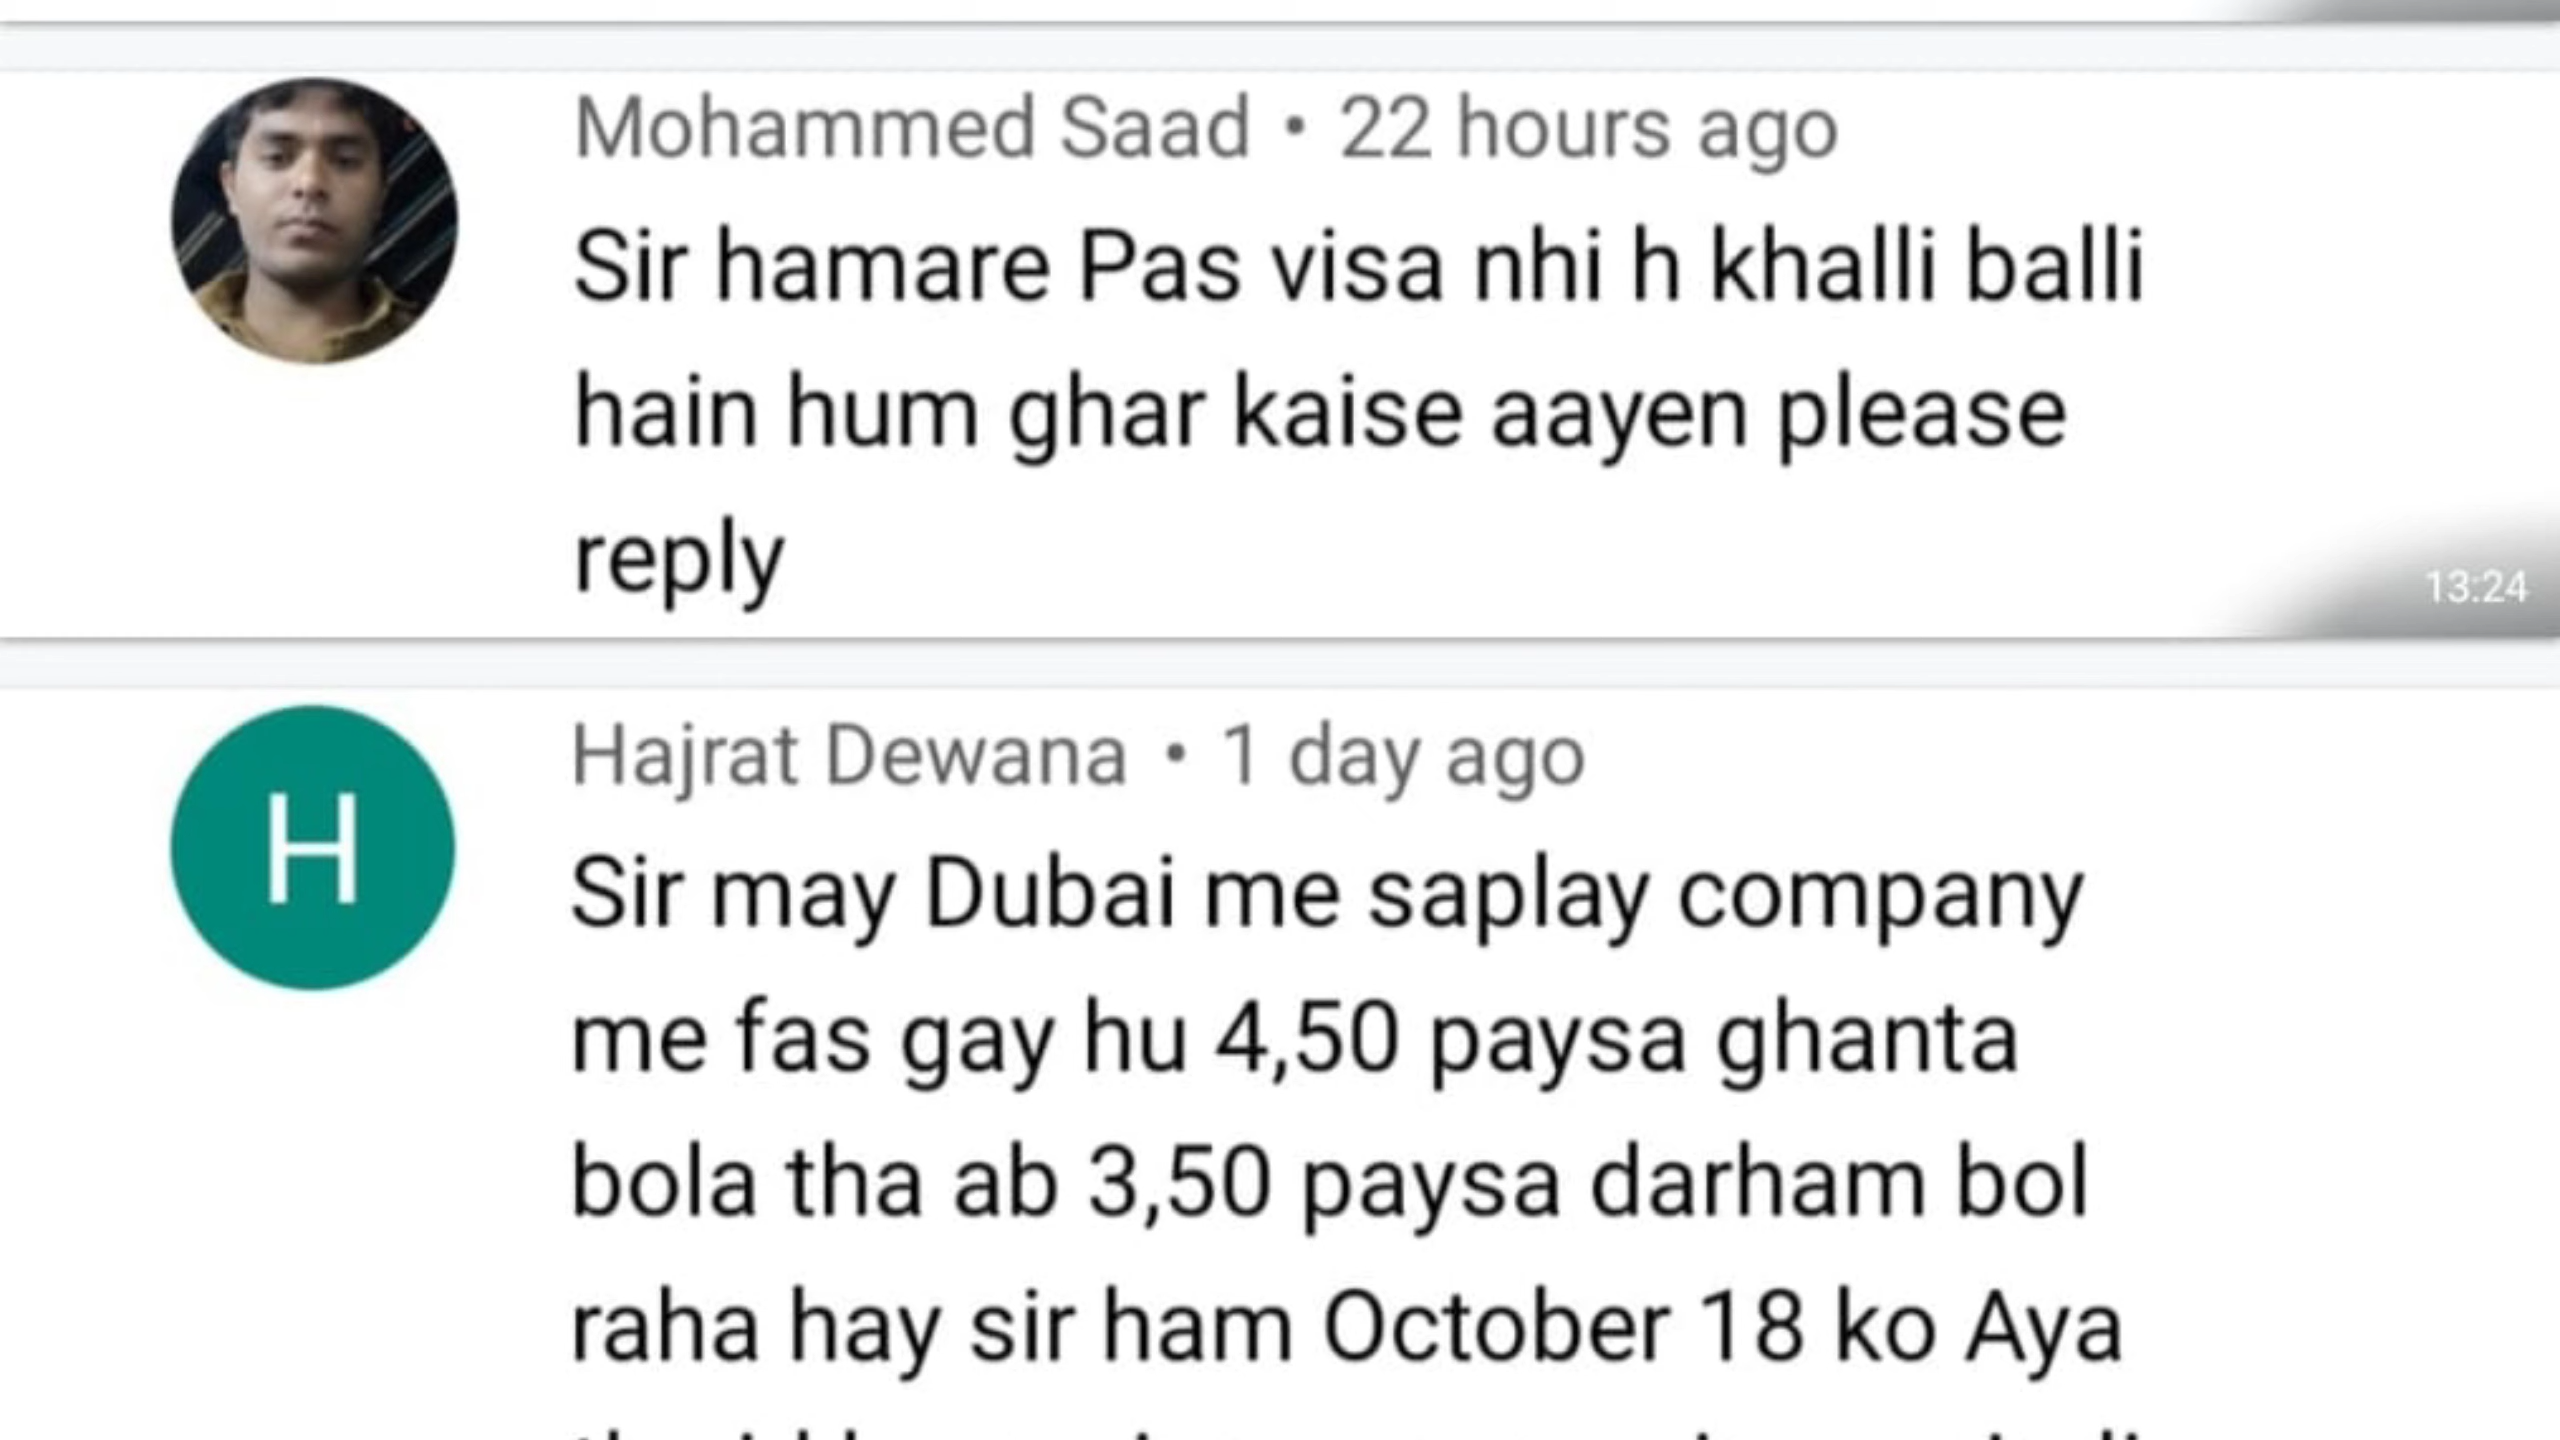 Mohammed Saad • 22 hours ago
Sir hamare Pas visa nhi h khalli balli
hain hum ghar kaise aayen please
reply
13:24
H
Hajrat Dewana • 1 day ago
Sir may Dubai me saplay company
me fas gay hu 4,50 paysa ghanta
bola tha ab 3,50 paysa darham bol
raha hay sir ham October 18 ko Aya